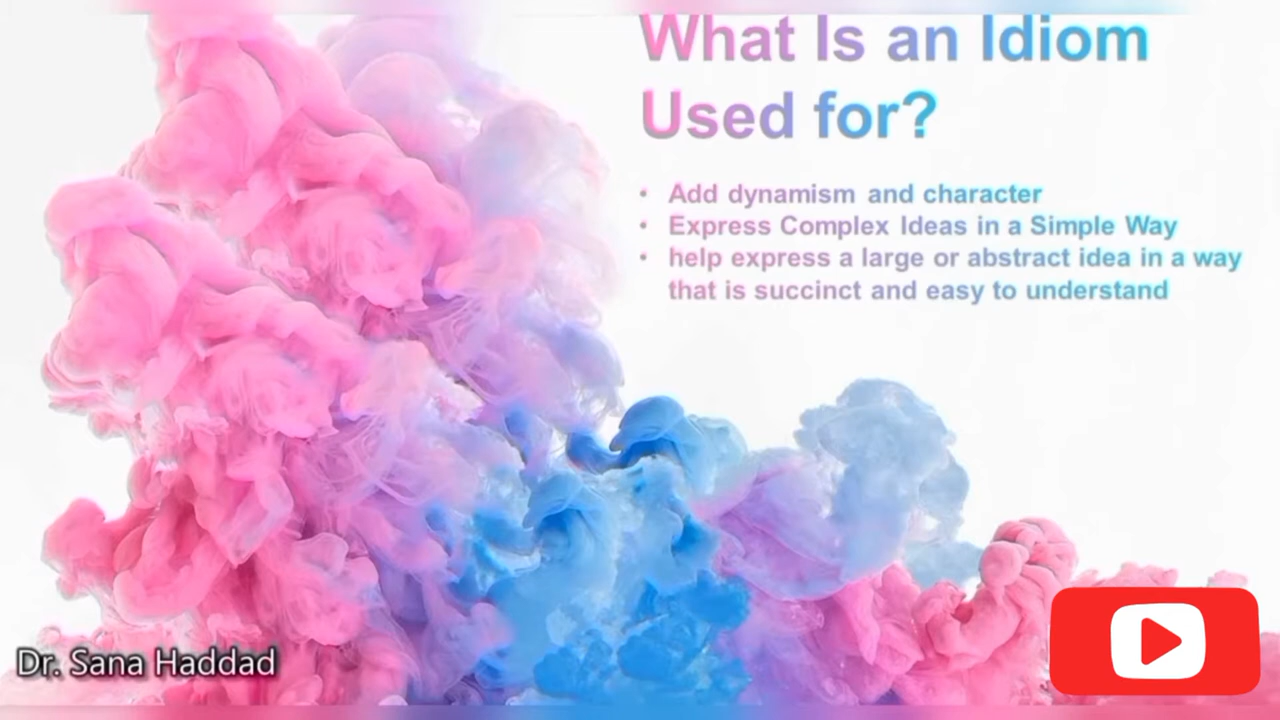 What Is an Idiom
Used for?
• Add dynamism and character
• Express Complex Ideas in a Simple Way
• help express a large or abstract idea in a way
that is succinct and easy to understand
Dr. Sana Haddad